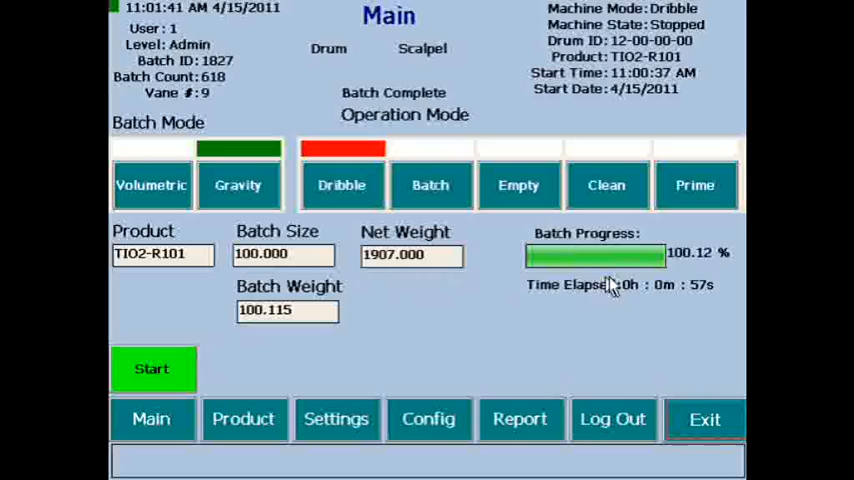 11:01:41 AM 4/15/2011
User: 1
Level: Admin
Batch ID: 1827
Batch Count: 618
Vane #: 9
Main
Drum Scalpel
Batch Complete
Operation Mode
Machine Mode: Dribble
Machine State: Stopped
Drum ID: 12-00-00-00
Product: TIO2-R101
Start Time: 11:00:37 AM
Start Date: 4/15/2011
Batch Mode
Volumetric Gravity Dribble Batch Empty Clean Prime
Product Batch Size Net Weight Batch Progress:
TIO2-R101 100.000 1907.000 100.12 %
Batch Weight
100.115
Time Elapse :0h : 0m : 57s
Start
Main Product Settings Config Report Log Out Exit